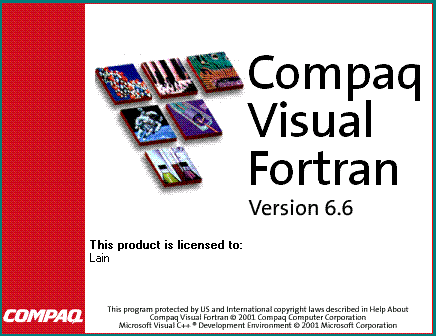 Compaq
Visual
Fortran
Version 6.6
This product is licensed to:
Lain
COMPAQ
This program protected by US and International copyright laws described in Help About
Compaq Visual Fortran © 2001 Compaq Computer Corporation
Microsoft Visual C++ ® Development Environment © 2001 Microsoft Corporation